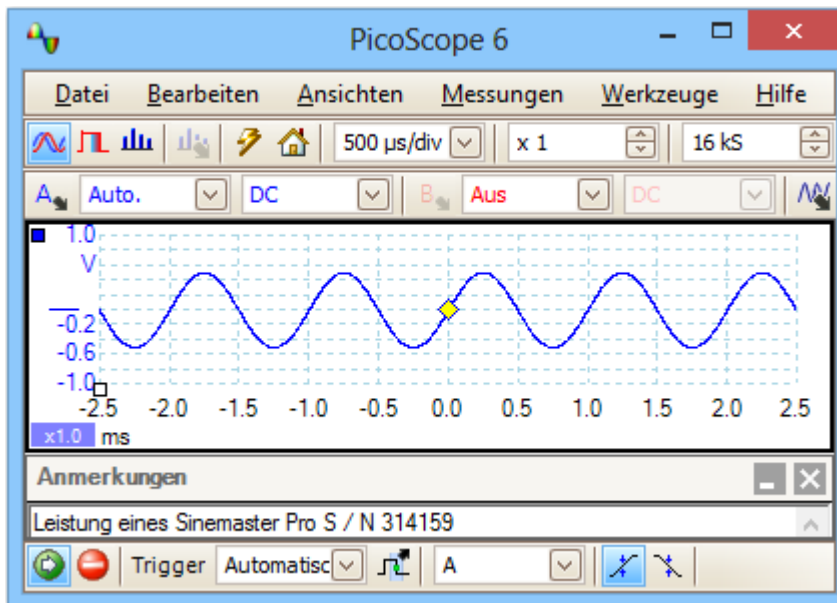 PicoScope 6
Datei Bearbeiten Ansichten Messungen Werkzeuge Hilfe
500 µs/div x 1 16 kS
A Auto. DC B Aus DC
1.0
V
-0.2
-0.6
-1.0
-2.5 -2.0 -1.5 -1.0 -0.5 0.0 0.5 1.0 1.5 2.0 2.5
x1.0 ms
Anmerkungen
Leistung eines Sinemaster Pro S / N 314159
Trigger Automatisc A